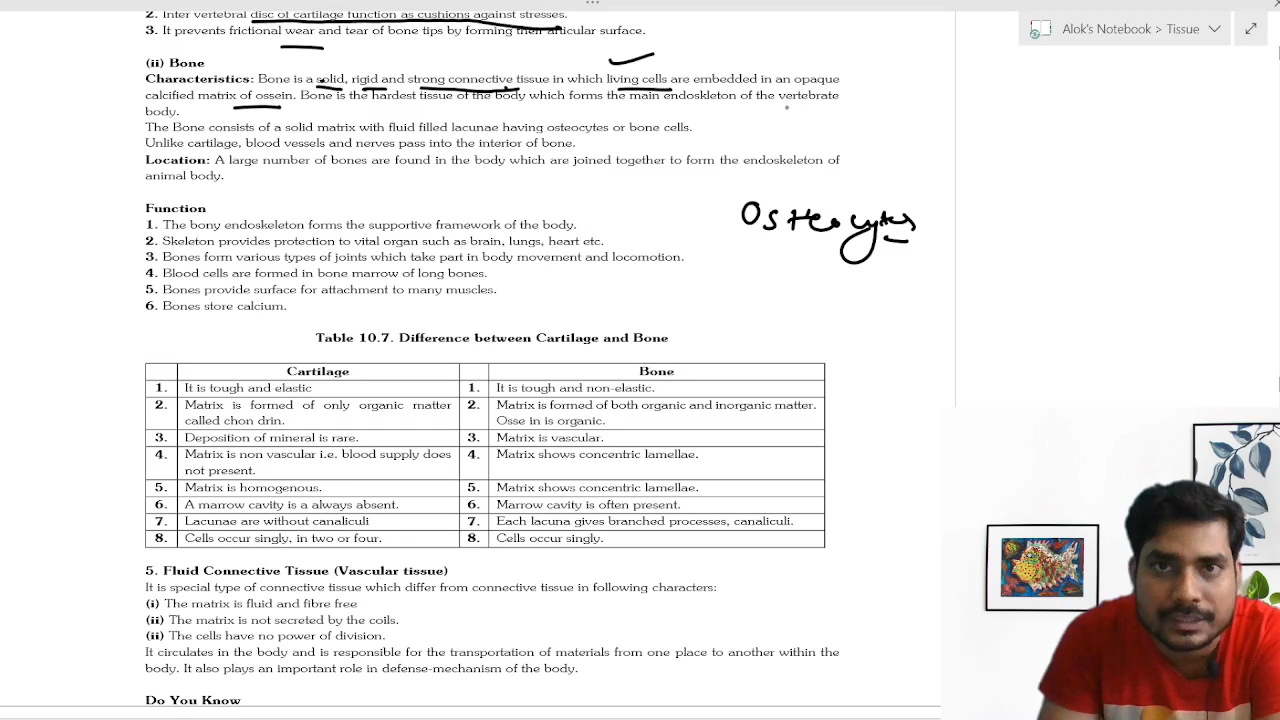 2. Inter vertebral disc of cartilage function as cushions against stresses.
3. It prevents frictional wear and tear of bone tips by forming their articular surface.
Alok's Notebook > Tissue
(ii) Bone
Characteristics: Bone is a solid, rigid and strong connective tissue in which living cells are embedded in an opaque
calcified matrix of ossein. Bone is the hardest tissue of the body which forms the main endoskleton of the vertebrate
body.
The Bone consists of a solid matrix with fluid filled lacunae having osteocytes or bone cells.
Unlike cartilage, blood vessels and nerves pass into the interior of bone.
Location: A large number of bones are found in the body which are joined together to form the endoskeleton of
animal body.
Function
1. The bony endoskeleton forms the supportive framework of the body.
Osteocytes
2. Skeleton provides protection to vital organ such as brain, lungs, heart etc.
3. Bones form various types of joints which take part in body movement and locomotion.
4. Blood cells are formed in bone marrow of long bones.
5. Bones provide surface for attachment to many muscles.
6. Bones store calcium.
Table 10.7. Difference between Cartilage and Bone
Cartilage Bone
1. It is tough and elastic 1. It is tough and non-elastic.
2. Matrix is formed of only organic matter 2. Matrix is formed of both organic and inorganic matter.
called chon drin. Osse in is organic.
3. Deposition of mineral is rare. 3. Matrix is vascular.
4. Matrix is non vascular i.e. blood supply does 4. Matrix shows concentric lamellae.
not present.
5. Matrix is homogenous. 5. Matrix shows concentric lamellae.
6. A marrow cavity is a always absent. 6. Marrow cavity is often present.
7. Lacunae are without canaliculi 7. Each lacuna gives branched processes, canaliculi.
8. Cells occur singly, in two or four. 8. Cells occur singly.
5. Fluid Connective Tissue (Vascular tissue)
It is special type of connective tissue which differ from connective tissue in following characters:
(i) The matrix is fluid and fibre free
(ii) The matrix is not secreted by the coils.
(ii) The cells have no power of division.
It circulates in the body and is responsible for the transportation of materials from one place to another within the
body. It also plays an important role in defense-mechanism of the body.
Do You Know